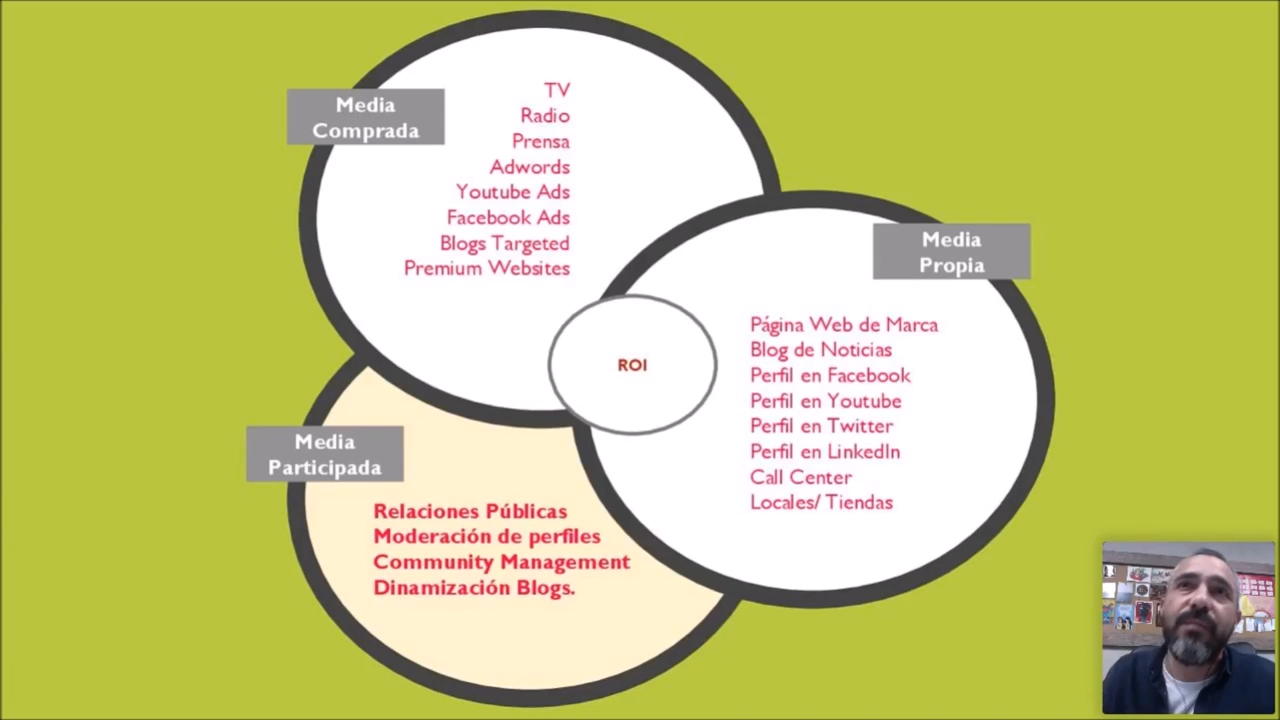 Media
Comprada
TV
Radio
Prensa
Adwords
Youtube Ads
Facebook Ads
Blogs Targeted
Premium Websites
Media
Propia
Página Web de Marca
Blog de Noticias
Perfil en Facebook
Perfil en Youtube
Perfil en Twitter
Perfil en LinkedIn
Call Center
Locales/ Tiendas
ROI
Media
Participada
Relaciones Públicas
Moderación de perfiles
Community Management
Dinamización Blogs.